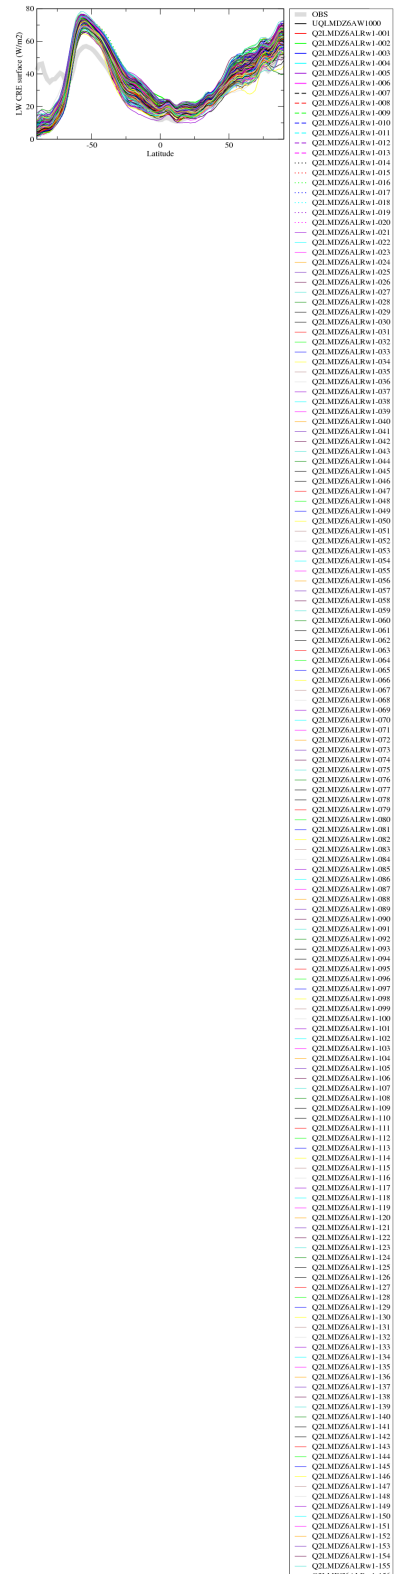 LW CRE surface (W/m2)
80
60
40
20
0
-50 0 50
Latitude
OBS
UQLMDZ6AW1000
Q2LMDZ6ALRw1-001
Q2LMDZ6ALRw1-002
Q2LMDZ6ALRw1-003
Q2LMDZ6ALRw1-004
Q2LMDZ6ALRw1-005
Q2LMDZ6ALRw1-006
Q2LMDZ6ALRw1-007
Q2LMDZ6ALRw1-008
Q2LMDZ6ALRw1-009
Q2LMDZ6ALRw1-010
Q2LMDZ6ALRw1-011
Q2LMDZ6ALRw1-012
Q2LMDZ6ALRw1-013
Q2LMDZ6ALRw1-014
Q2LMDZ6ALRw1-015
Q2LMDZ6ALRw1-016
Q2LMDZ6ALRw1-017
Q2LMDZ6ALRw1-018
Q2LMDZ6ALRw1-019
Q2LMDZ6ALRw1-020
Q2LMDZ6ALRw1-021
Q2LMDZ6ALRw1-022
Q2LMDZ6ALRw1-023
Q2LMDZ6ALRw1-024
Q2LMDZ6ALRw1-025
Q2LMDZ6ALRw1-026
Q2LMDZ6ALRw1-027
Q2LMDZ6ALRw1-028
Q2LMDZ6ALRw1-029
Q2LMDZ6ALRw1-030
Q2LMDZ6ALRw1-031
Q2LMDZ6ALRw1-032
Q2LMDZ6ALRw1-033
Q2LMDZ6ALRw1-034
Q2LMDZ6ALRw1-035
Q2LMDZ6ALRw1-036
Q2LMDZ6ALRw1-037
Q2LMDZ6ALRw1-038
Q2LMDZ6ALRw1-039
Q2LMDZ6ALRw1-040
Q2LMDZ6ALRw1-041
Q2LMDZ6ALRw1-042
Q2LMDZ6ALRw1-043
Q2LMDZ6ALRw1-044
Q2LMDZ6ALRw1-045
Q2LMDZ6ALRw1-046
Q2LMDZ6ALRw1-047
Q2LMDZ6ALRw1-048
Q2LMDZ6ALRw1-049
Q2LMDZ6ALRw1-050
Q2LMDZ6ALRw1-051
Q2LMDZ6ALRw1-052
Q2LMDZ6ALRw1-053
Q2LMDZ6ALRw1-054
Q2LMDZ6ALRw1-055
Q2LMDZ6ALRw1-056
Q2LMDZ6ALRw1-057
Q2LMDZ6ALRw1-058
Q2LMDZ6ALRw1-059
Q2LMDZ6ALRw1-060
Q2LMDZ6ALRw1-061
Q2LMDZ6ALRw1-062
Q2LMDZ6ALRw1-063
Q2LMDZ6ALRw1-064
Q2LMDZ6ALRw1-065
Q2LMDZ6ALRw1-066
Q2LMDZ6ALRw1-067
Q2LMDZ6ALRw1-068
Q2LMDZ6ALRw1-069
Q2LMDZ6ALRw1-070
Q2LMDZ6ALRw1-071
Q2LMDZ6ALRw1-072
Q2LMDZ6ALRw1-073
Q2LMDZ6ALRw1-074
Q2LMDZ6ALRw1-075
Q2LMDZ6ALRw1-076
Q2LMDZ6ALRw1-077
Q2LMDZ6ALRw1-078
Q2LMDZ6ALRw1-079
Q2LMDZ6ALRw1-080
Q2LMDZ6ALRw1-081
Q2LMDZ6ALRw1-082
Q2LMDZ6ALRw1-083
Q2LMDZ6ALRw1-084
Q2LMDZ6ALRw1-085
Q2LMDZ6ALRw1-086
Q2LMDZ6ALRw1-087
Q2LMDZ6ALRw1-088
Q2LMDZ6ALRw1-089
Q2LMDZ6ALRw1-090
Q2LMDZ6ALRw1-091
Q2LMDZ6ALRw1-092
Q2LMDZ6ALRw1-093
Q2LMDZ6ALRw1-094
Q2LMDZ6ALRw1-095
Q2LMDZ6ALRw1-096
Q2LMDZ6ALRw1-097
Q2LMDZ6ALRw1-098
Q2LMDZ6ALRw1-099
Q2LMDZ6ALRw1-100
Q2LMDZ6ALRw1-101
Q2LMDZ6ALRw1-102
Q2LMDZ6ALRw1-103
Q2LMDZ6ALRw1-104
Q2LMDZ6ALRw1-105
Q2LMDZ6ALRw1-106
Q2LMDZ6ALRw1-107
Q2LMDZ6ALRw1-108
Q2LMDZ6ALRw1-109
Q2LMDZ6ALRw1-110
Q2LMDZ6ALRw1-111
Q2LMDZ6ALRw1-112
Q2LMDZ6ALRw1-113
Q2LMDZ6ALRw1-114
Q2LMDZ6ALRw1-115
Q2LMDZ6ALRw1-116
Q2LMDZ6ALRw1-117
Q2LMDZ6ALRw1-118
Q2LMDZ6ALRw1-119
Q2LMDZ6ALRw1-120
Q2LMDZ6ALRw1-121
Q2LMDZ6ALRw1-122
Q2LMDZ6ALRw1-123
Q2LMDZ6ALRw1-124
Q2LMDZ6ALRw1-125
Q2LMDZ6ALRw1-126
Q2LMDZ6ALRw1-127
Q2LMDZ6ALRw1-128
Q2LMDZ6ALRw1-129
Q2LMDZ6ALRw1-130
Q2LMDZ6ALRw1-131
Q2LMDZ6ALRw1-132
Q2LMDZ6ALRw1-133
Q2LMDZ6ALRw1-134
Q2LMDZ6ALRw1-135
Q2LMDZ6ALRw1-136
Q2LMDZ6ALRw1-137
Q2LMDZ6ALRw1-138
Q2LMDZ6ALRw1-139
Q2LMDZ6ALRw1-140
Q2LMDZ6ALRw1-141
Q2LMDZ6ALRw1-142
Q2LMDZ6ALRw1-143
Q2LMDZ6ALRw1-144
Q2LMDZ6ALRw1-145
Q2LMDZ6ALRw1-146
Q2LMDZ6ALRw1-147
Q2LMDZ6ALRw1-148
Q2LMDZ6ALRw1-149
Q2LMDZ6ALRw1-150
Q2LMDZ6ALRw1-151
Q2LMDZ6ALRw1-152
Q2LMDZ6ALRw1-153
Q2LMDZ6ALRw1-154
Q2LMDZ6ALRw1-155